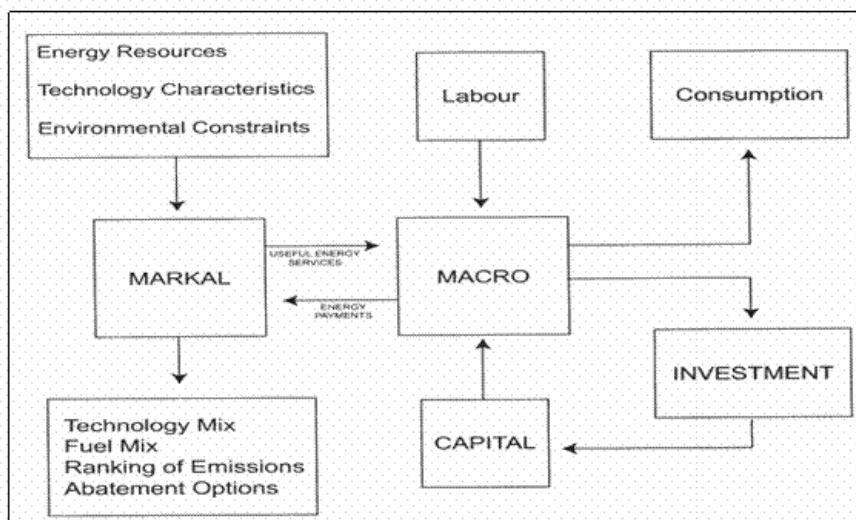 Energy Resources
Technology Characteristics
Environmental Constraints
Labour
Consumption
MARKAL
USEFUL ENERGY
SERVICES
ENERGY
PAYMENTS
MACRO
INVESTMENT
CAPITAL
Technology Mix
Fuel Mix
Ranking of Emissions
Abatement Options